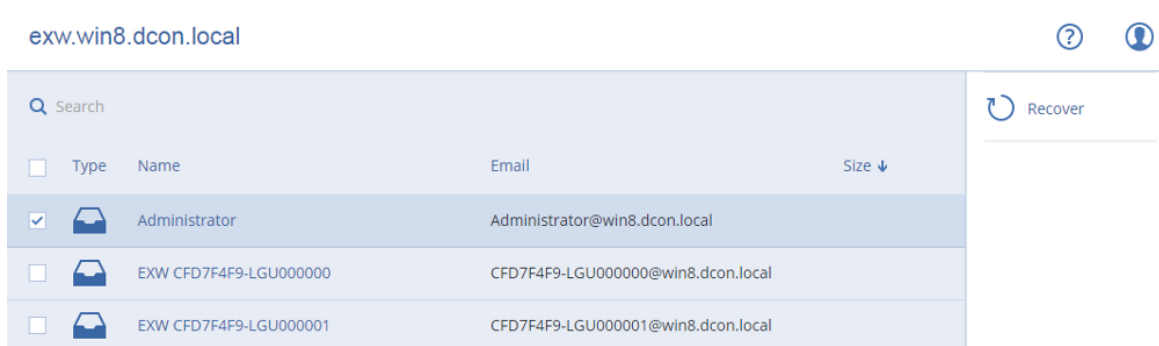 exw.win8.dcon.local
Search
Recover
Type Name Email Size
Administrator Administrator@win8.dcon.local
EXW CFD7F4F9-LGU000000 CFD7F4F9-LGU000000@win8.dcon.local
EXW CFD7F4F9-LGU000001 CFD7F4F9-LGU000001@win8.dcon.local